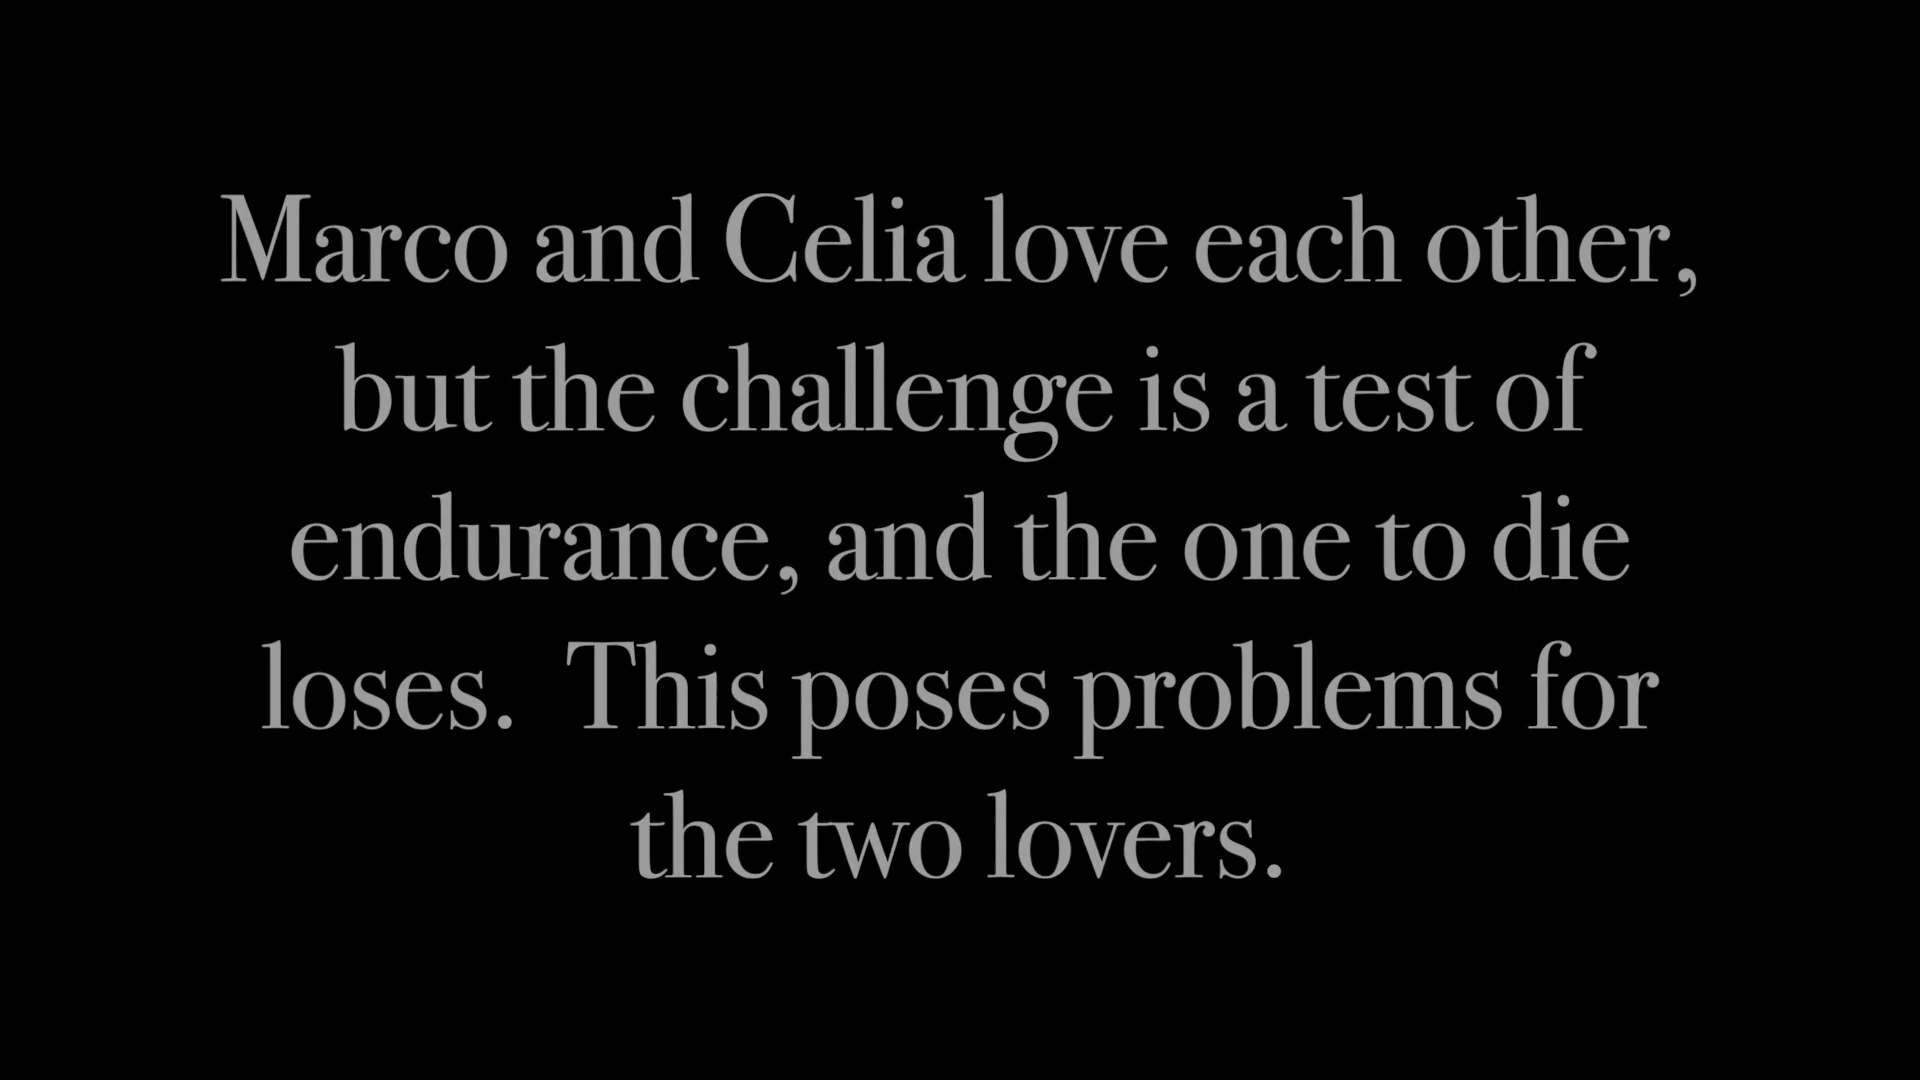 Marco and Celia love each other,
but the challenge is a test of
endurance, and the one to die
loses.  This poses problems for
the two lovers.